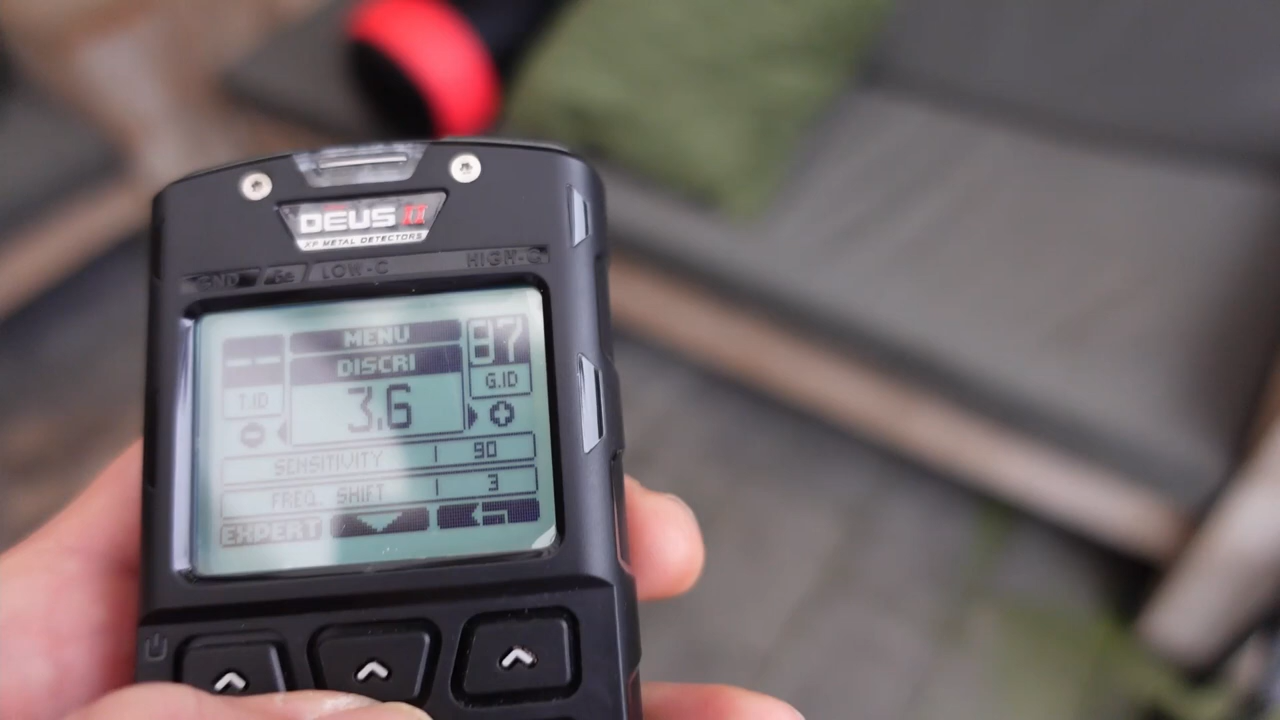 DEUS II
XP METAL DETECTORS
GND Fe LOW-C HIGH-C
MENU
DISCRI
3.6
-- T.ID
87 G.ID
SENSITIVITY 90
FREQ. SHIFT 3
EXPERT